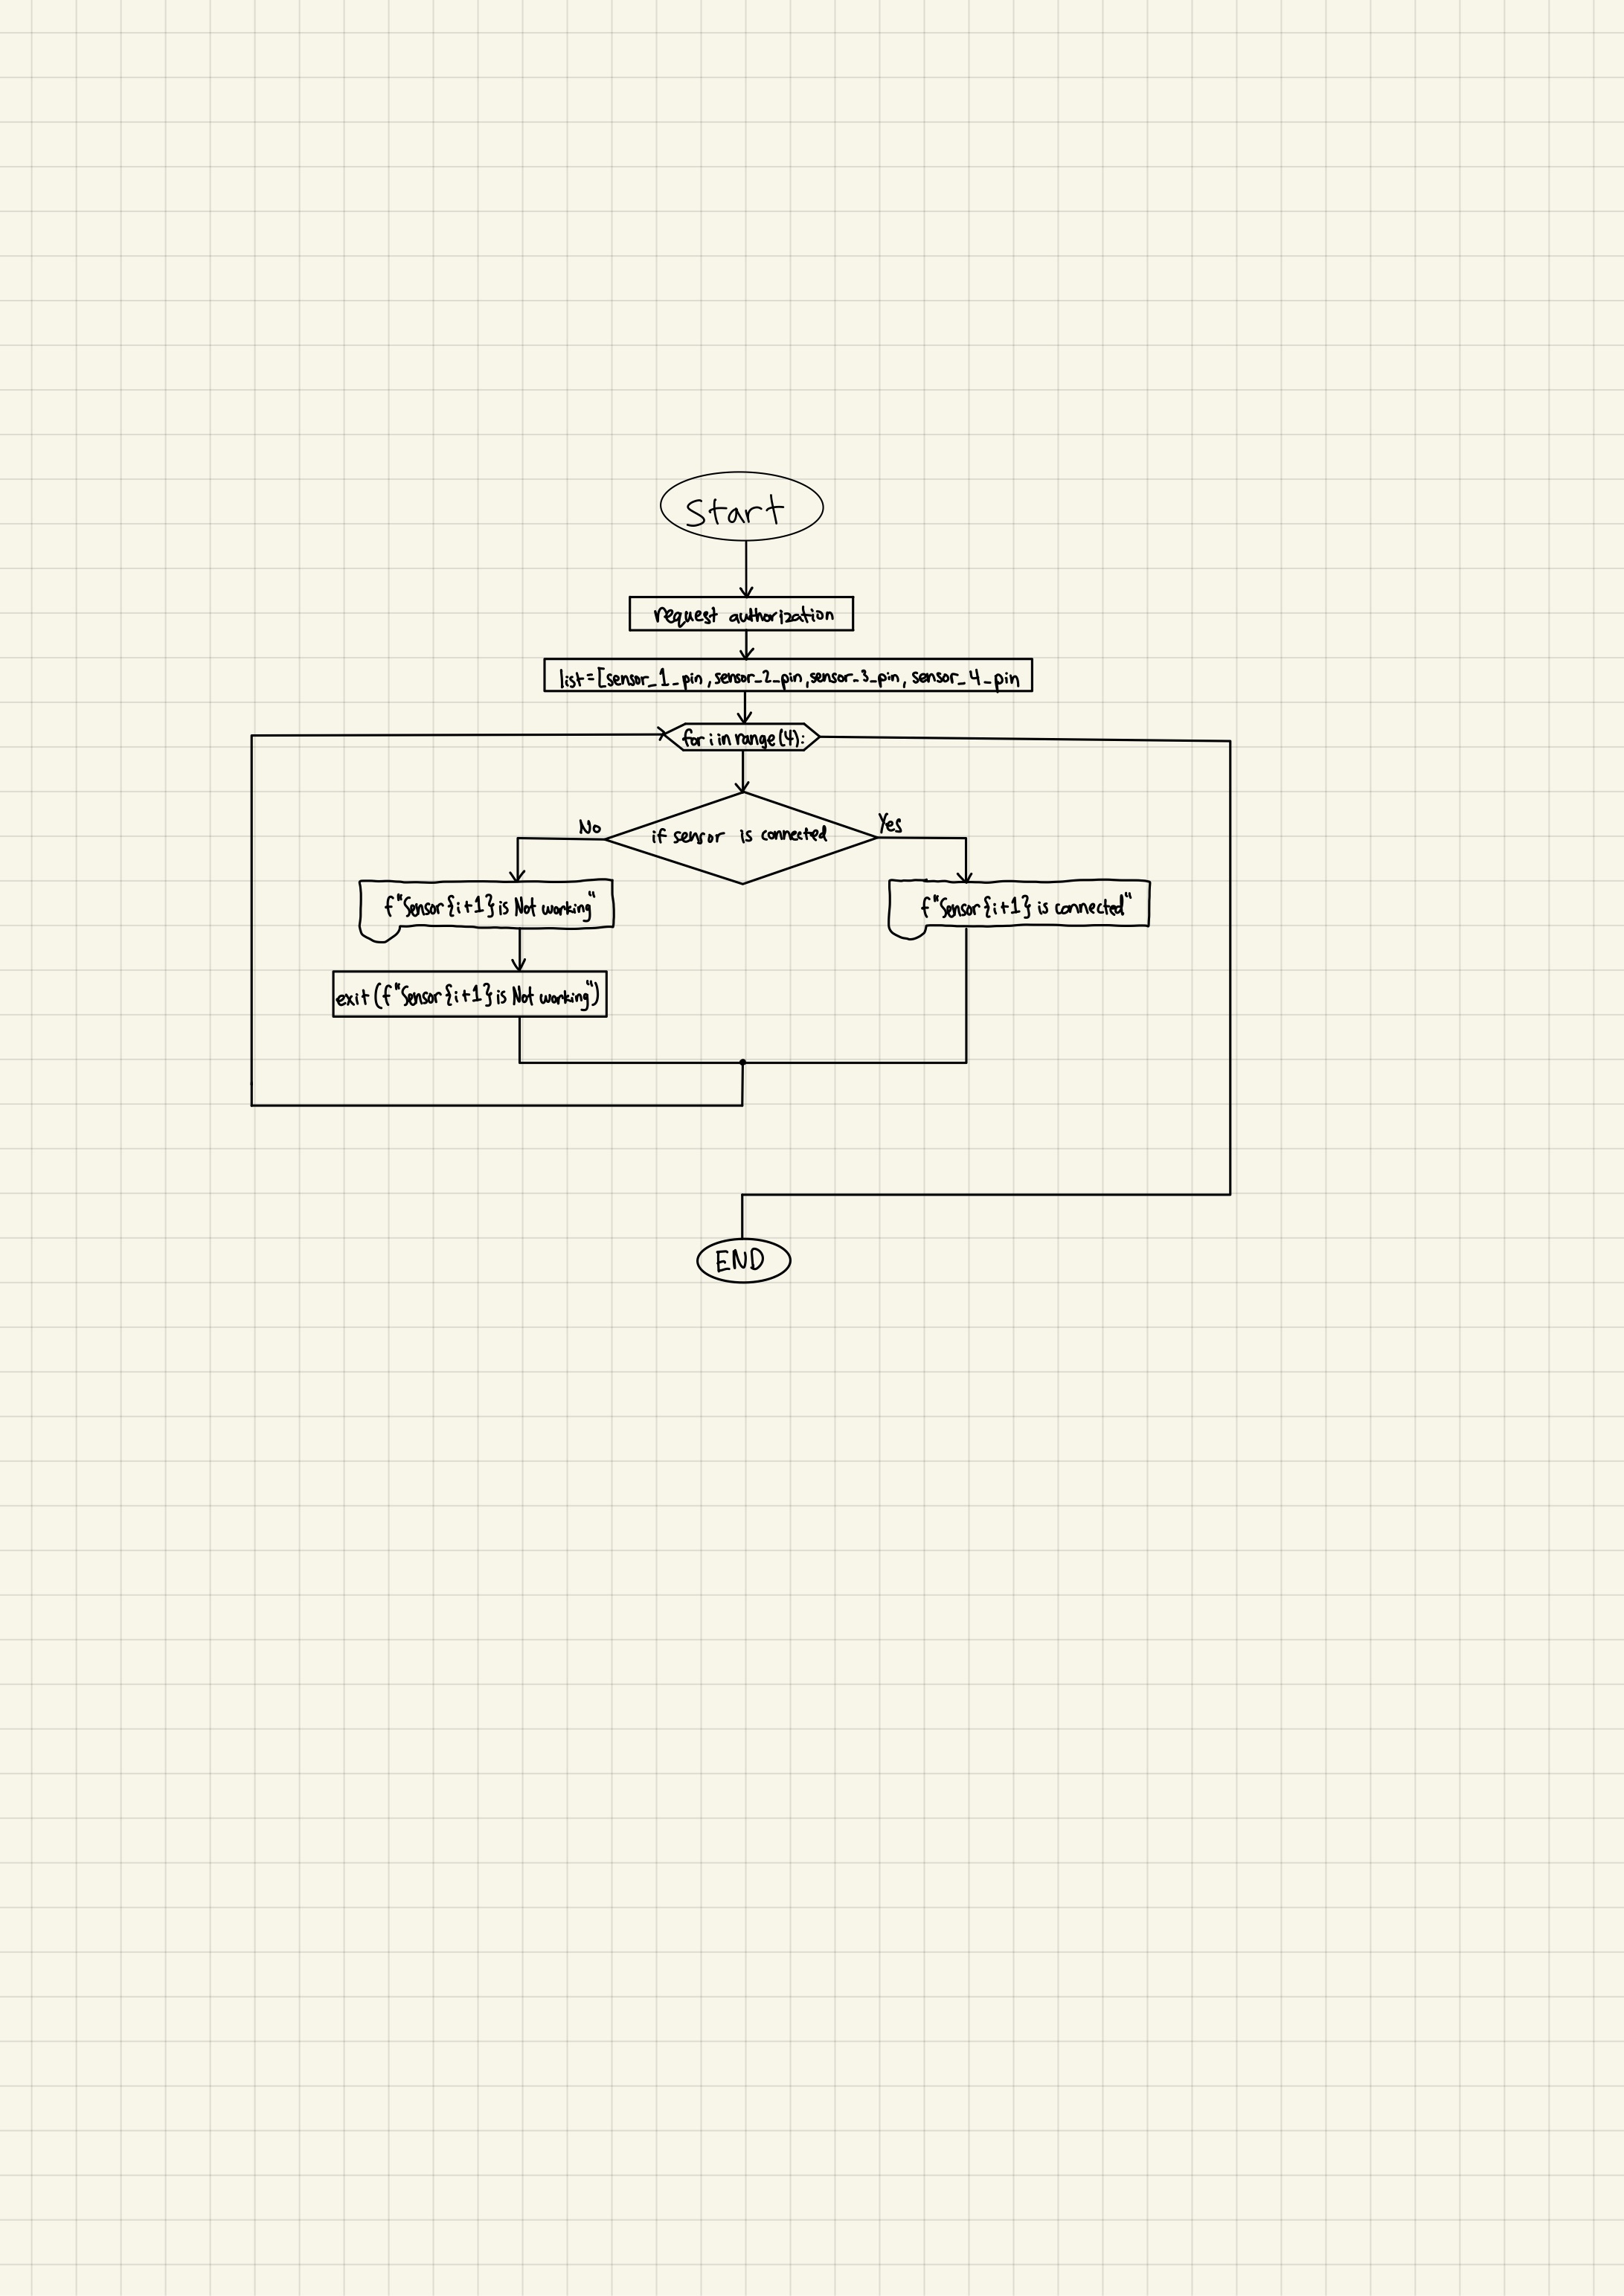 Start
request authorization
list=[sensor_1_pin, sensor_2_pin, sensor_3_pin, sensor_4_pin
for i in range(4):
No
Yes
if sensor is connected
f"Sensor{i+1} is Not working"
f"Sensor{i+1} is connected"
exit(f"Sensor{i+1} is Not working")
END